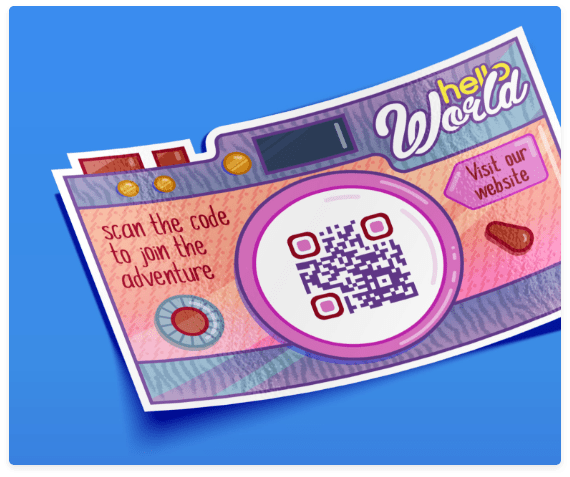 hello
World
Visit our
website
scan the code
to join the
adventure